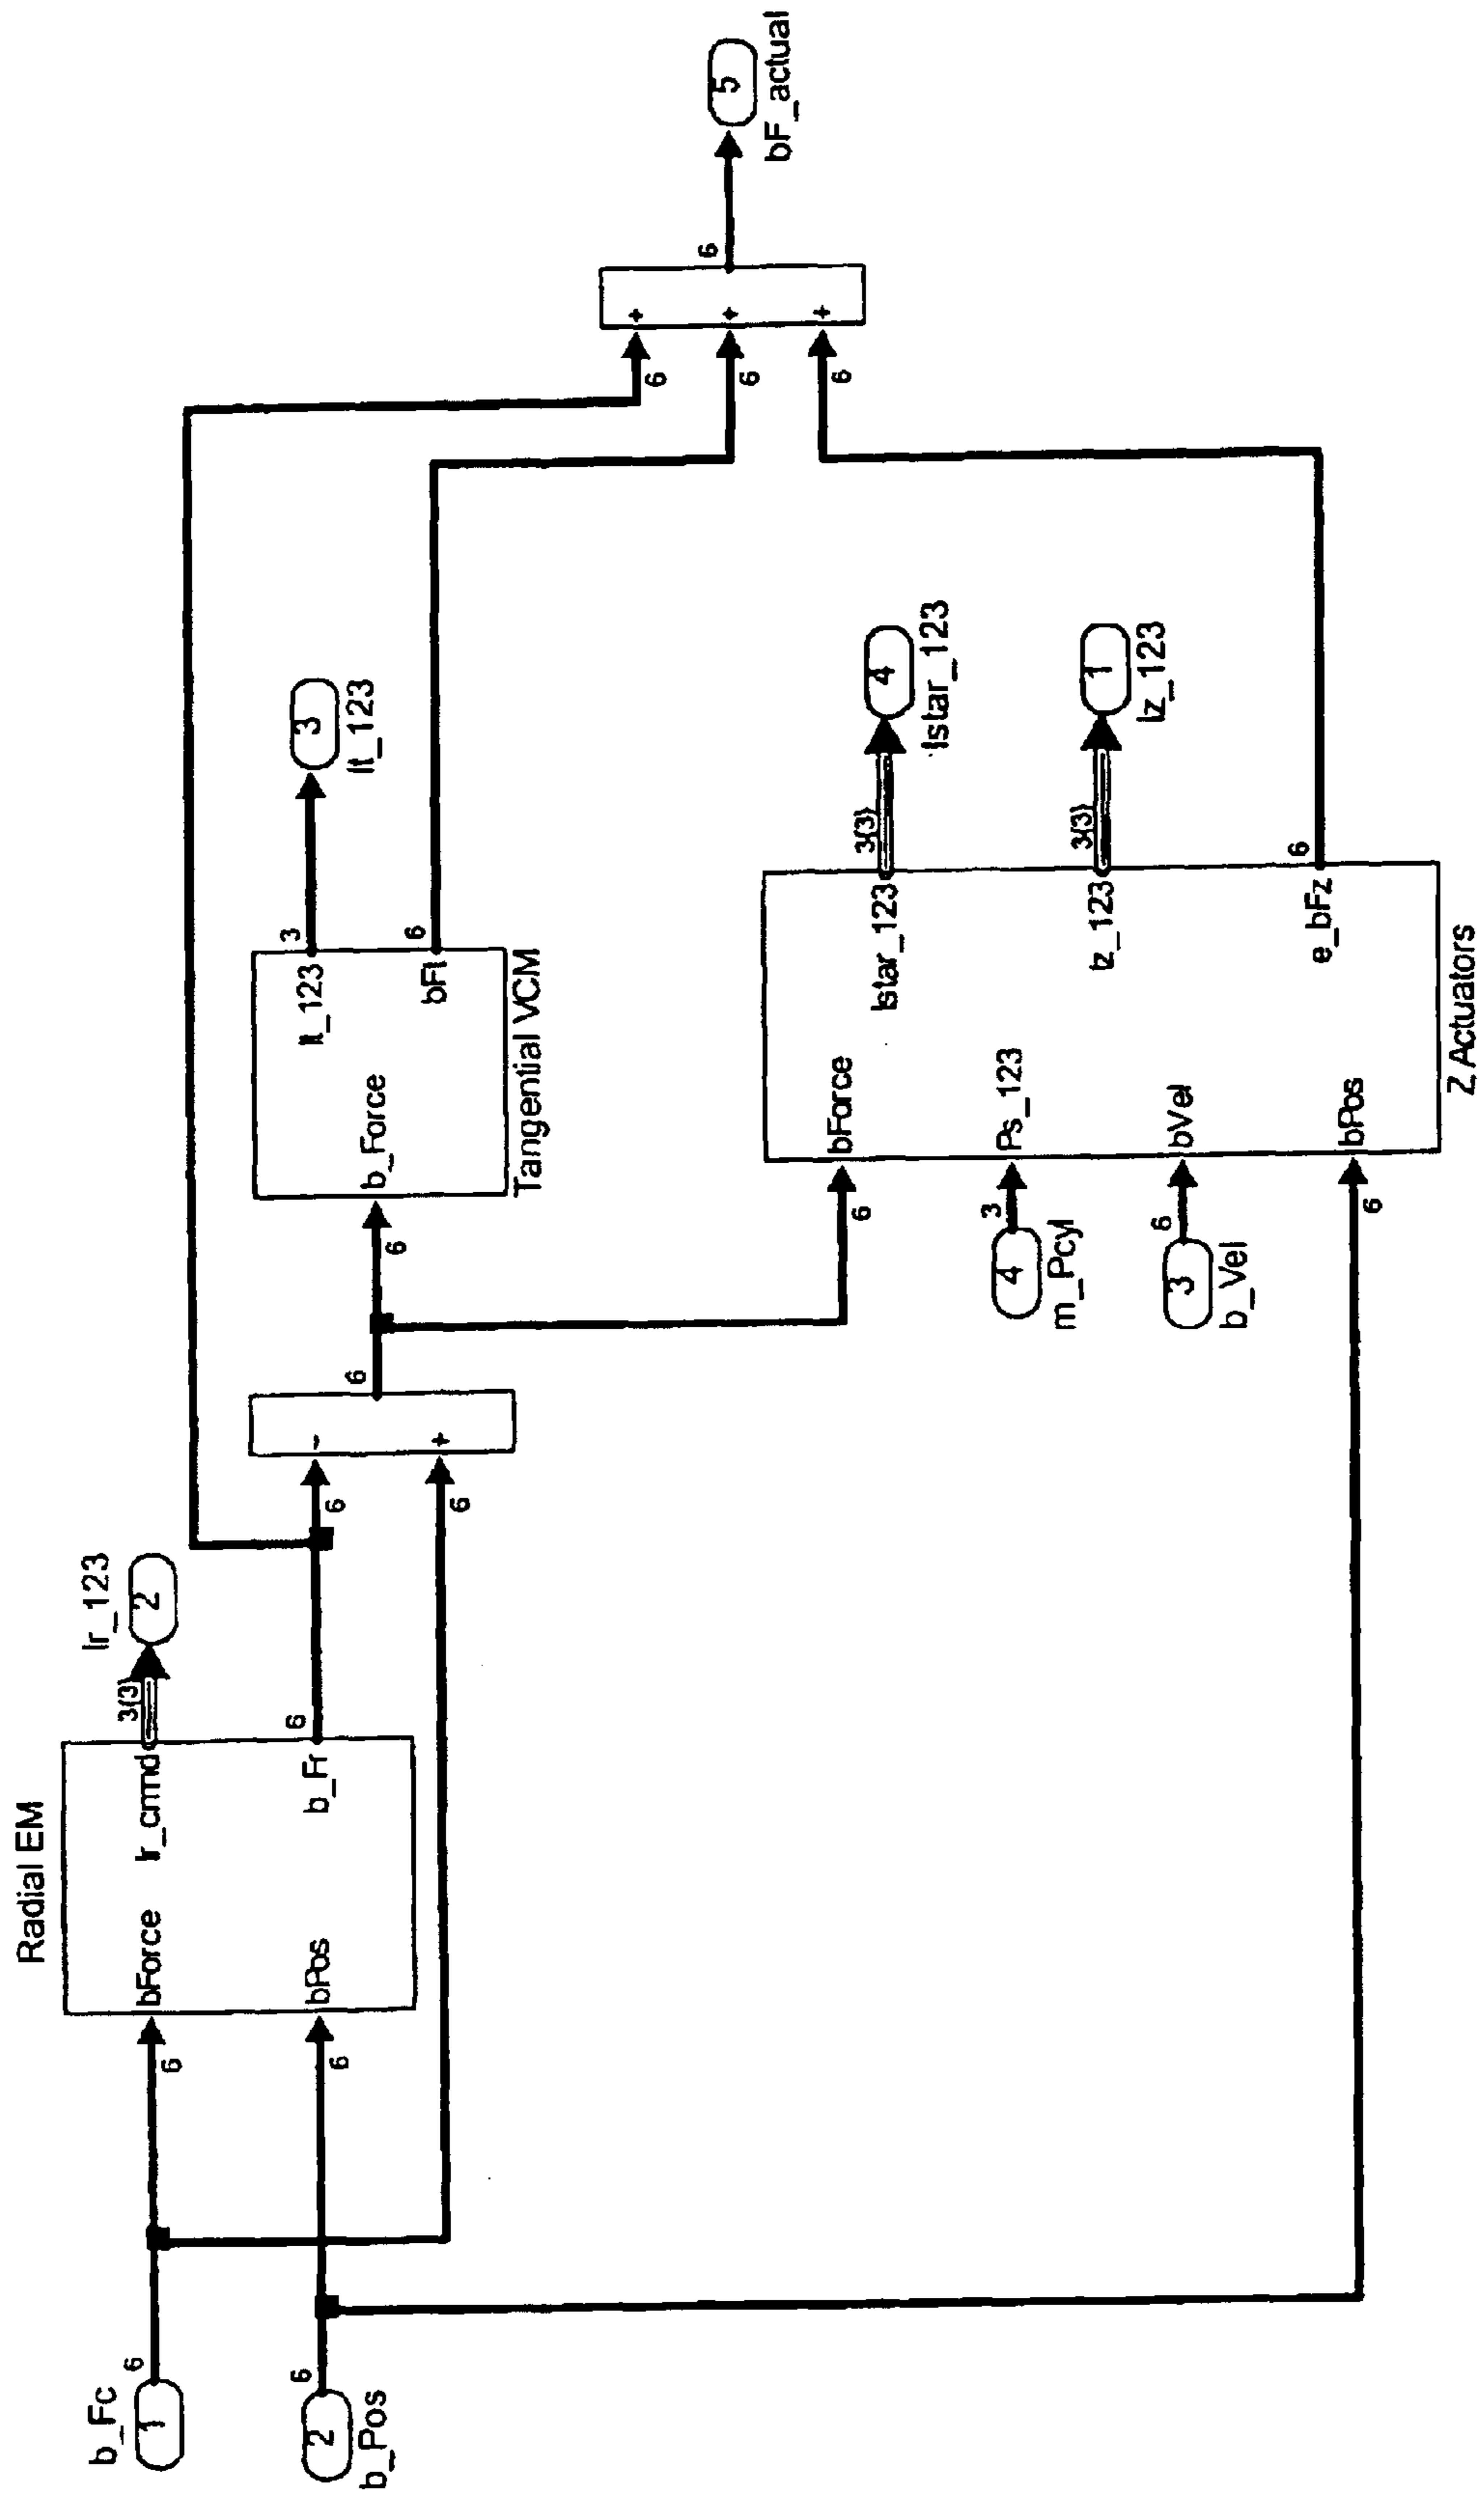 b_Fc
1
6
2
b_Pos
6
Radial EM
bForce
Ir_cmd
bPos
b_Fr
6
6
3(3)
6
Ir_123
2
-
+
6
6
6
6
b_Force
It_123
bFt
Tangential VCM
3
6
3
It_123
bForce
Istar_123
Ps_123
Iz_123
bVel
bPos
e_bFz
Z Actuators
6
3
4
m_Pcyl
6
3
b_Vel
6
3(3)
4
Istar_123
3(3)
1
Iz_123
6
+
+
+
6
6
6
6
5
bF_actual